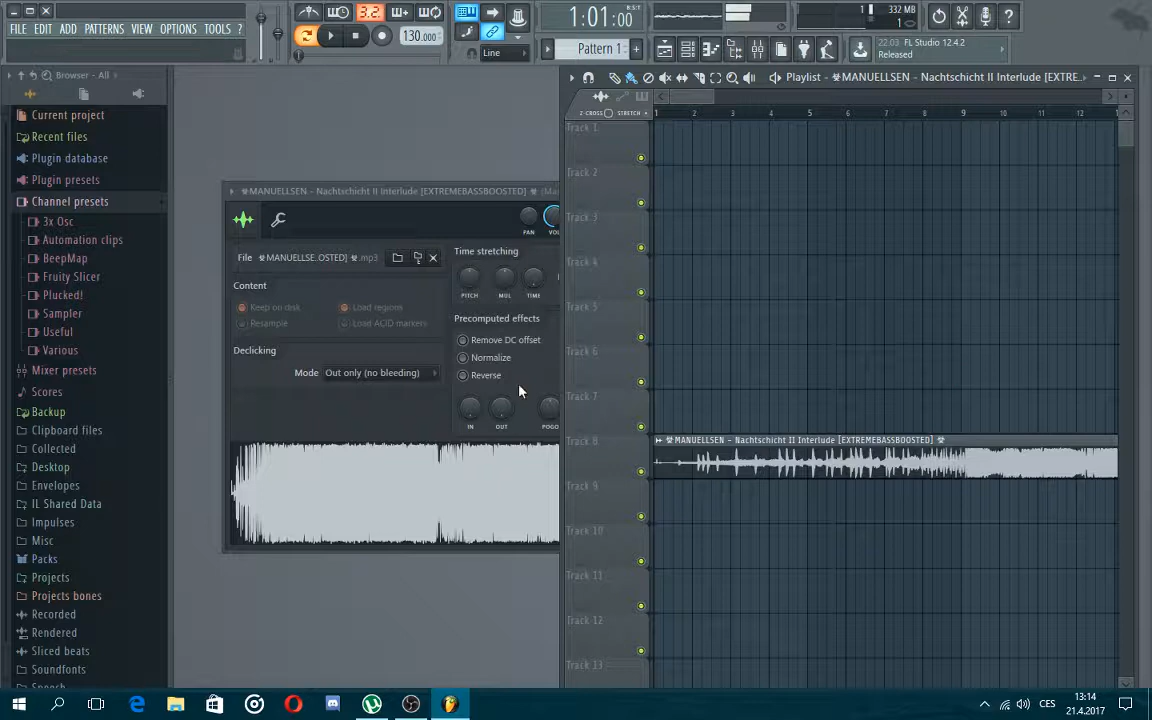 3.2
1:01:00
B:S:T
1
332 MB
1
FILE EDIT ADD PATTERNS VIEW OPTIONS TOOLS ?
130.000
Line
Pattern 1
22.03 FL Studio 12.4.2
Released
Browser - All
Playlist - MANUELLSEN - Nachtschicht II Interlude [EXTRE..
Z-CROSS STRETCH
1 2 3 4 5 6 7 8 9 10 11 12
Current project
Recent files
Plugin database
Plugin presets
Channel presets
3x Osc
Automation clips
BeepMap
Fruity Slicer
Plucked!
Sampler
Useful
Various
Mixer presets
Scores
Backup
Clipboard files
Collected
Desktop
Envelopes
IL Shared Data
Impulses
Misc
Packs
Projects
Projects bones
Recorded
Rendered
Sliced beats
Soundfonts
Speech
MANUELLSEN - Nachtschicht II Interlude [EXTREMEBASSBOOSTED]
PAN
File MANUELLSE.OSTED] .mp3
Content
Keep on disk Load regions
Resample Load ACID markers
Declicking
Mode Out only (no bleeding)
Time stretching
PITCH MUL TIME
Precomputed effects
Remove DC offset
Normalize
Reverse
IN OUT POGO
Track 1
Track 2
Track 3
Track 4
Track 5
Track 6
Track 7
Track 8
MANUELLSEN - Nachtschicht II Interlude [EXTREMEBASSBOOSTED]
Track 9
Track 10
Track 11
Track 12
Track 13
CES
13:14
21.4.2017